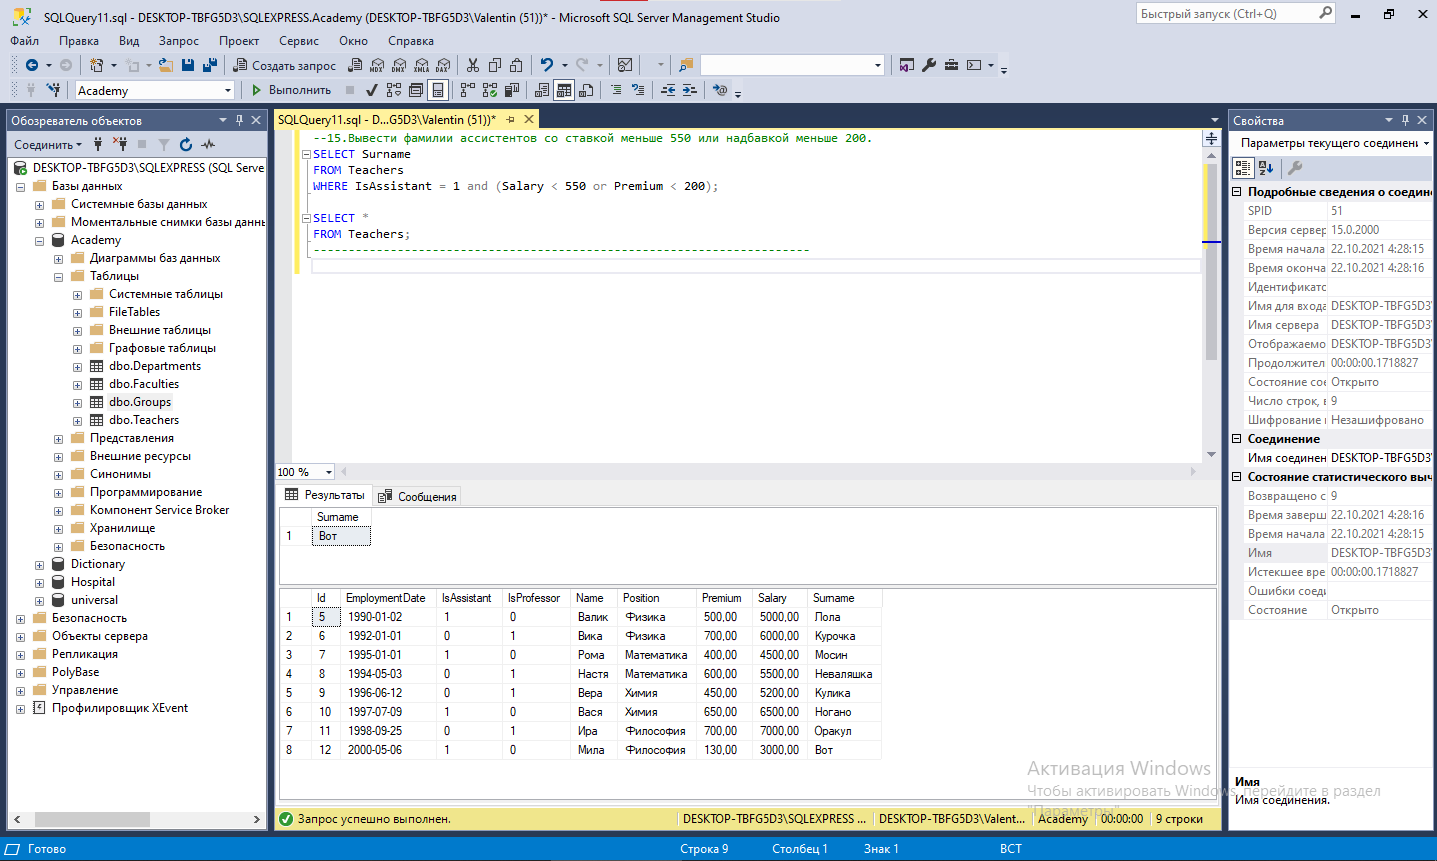 SQLQuery11.sql - DESKTOP-TBFG5D3\SQLEXPRESS.Academy (DESKTOP-TBFG5D3\Valentin (51))* - Microsoft SQL Server Management Studio
Быстрый запуск (Ctrl+Q)
Файл Правка Вид Запрос Проект Сервис Окно Справка
Создать запрос MDX DMX XMLA DAX
Academy Выполнить
Обозреватель объектов
Соединить
DESKTOP-TBFG5D3\SQLEXPRESS (SQL Serve
Базы данных
Системные базы данных
Моментальные снимки базы данн
Academy
Диаграммы баз данных
Таблицы
Системные таблицы
FileTables
Внешние таблицы
Графовые таблицы
dbo.Departments
dbo.Faculties
dbo.Groups
dbo.Teachers
Представления
Внешние ресурсы
Синонимы
Программирование
Компонент Service Broker
Хранилище
Безопасность
Dictionary
Hospital
universal
Безопасность
Объекты сервера
Репликация
PolyBase
Управление
Профилировщик XEvent
SQLQuery11.sql - D...G5D3\Valentin (51))*
--15.Вывести фамилии ассистентов со ставкой меньше 550 или надбавкой меньше 200.
SELECT Surname
FROM Teachers
WHERE IsAssistant = 1 and (Salary < 550 or Premium < 200);
SELECT *
FROM Teachers;
-----------------------------------------------------------------------
100 %
Результаты Сообщения
Surname
1 Вот
Id EmploymentDate IsAssistant IsProfessor Name Position Premium Salary Surname
1 5 1990-01-02 1 0 Валик Физика 500,00 5000,00 Лола
2 6 1992-01-01 0 1 Вика Физика 700,00 6000,00 Курочка
3 7 1995-01-01 1 0 Рома Математика 400,00 4500,00 Мосин
4 8 1994-05-03 0 1 Настя Математика 600,00 5500,00 Неваляшка
5 9 1996-06-12 0 1 Вера Химия 450,00 5200,00 Кулика
6 10 1997-07-09 1 0 Вася Химия 650,00 6500,00 Ногано
7 11 1998-09-25 0 1 Ира Философия 700,00 7000,00 Оракул
8 12 2000-05-06 1 0 Мила Философия 130,00 3000,00 Вот
Запрос успешно выполнен. DESKTOP-TBFG5D3\SQLEXPRESS ... DESKTOP-TBFG5D3\Valent... Academy 00:00:00 9 строки
Свойства
Параметры текущего соединени
Подробные сведения о соедин
SPID 51
Версия сервер 15.0.2000
Время начала 22.10.2021 4:28:15
Время оконча 22.10.2021 4:28:16
Идентификатс
Имя для входа DESKTOP-TBFG5D3\
Имя сервера DESKTOP-TBFG5D3\
Отображаемо DESKTOP-TBFG5D3\
Продолжител 00:00:00.1718827
Состояние сое Открыто
Число строк, в 9
Шифрование Незашифровано
Соединение
Имя соединен DESKTOP-TBFG5D3\
Состояние статистического выч
Возвращено с 9
Время заверш 22.10.2021 4:28:16
Время начала 22.10.2021 4:28:15
Имя DESKTOP-TBFG5D3\
Истекшее вре 00:00:00.1718827
Ошибки соеди
Состояние Открыто
Имя
Имя соединения.
Активация Windows
Чтобы активировать Windows, перейдите в раздел
"Параметры".
Готово Строка 9 Столбец 1 Знак 1 ВСТ